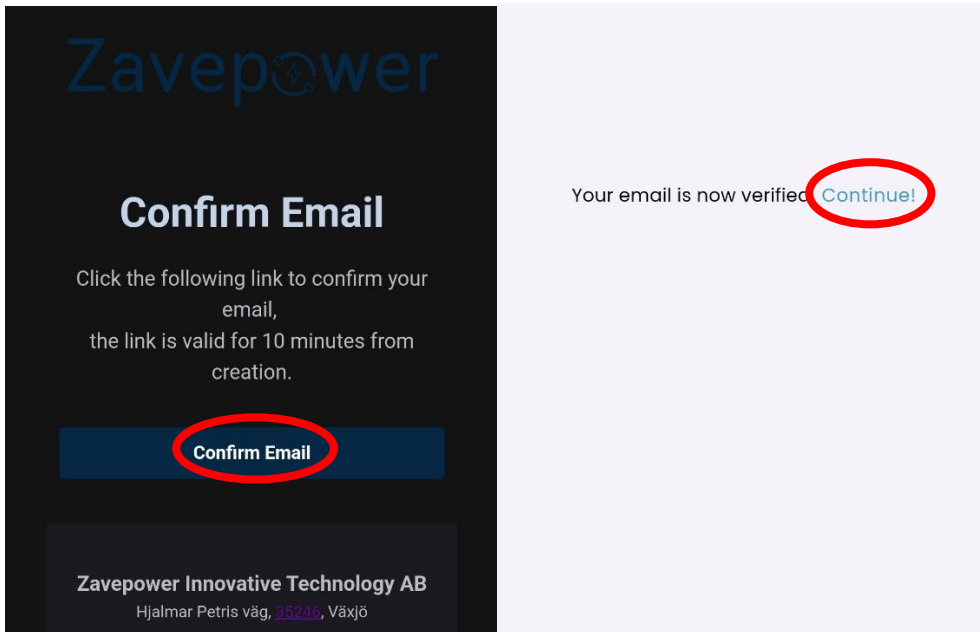 Zavepower
Confirm Email
Click the following link to confirm your
email,
the link is valid for 10 minutes from
creation.
Confirm Email
Zavepower Innovative Technology AB
Hjalmar Petris väg, 35246, Växjö
Your email is now verified Continue!